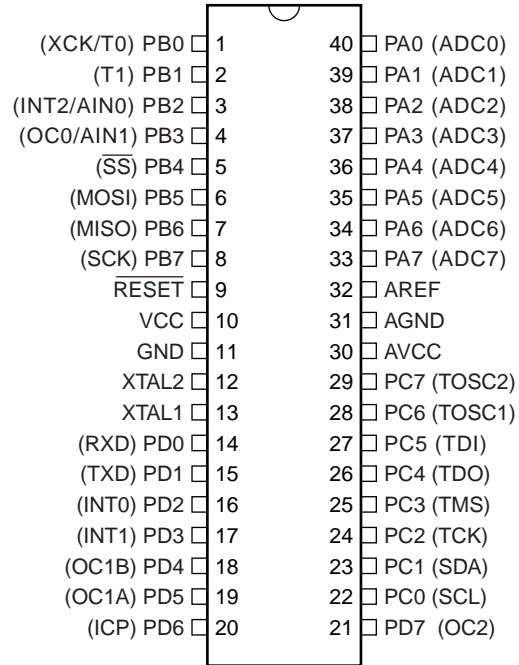 (XCK/T0) PB0 1 40 PA0 (ADC0)
(T1) PB1 2 39 PA1 (ADC1)
(INT2/AIN0) PB2 3 38 PA2 (ADC2)
(OC0/AIN1) PB3 4 37 PA3 (ADC3)
(SS) PB4 5 36 PA4 (ADC4)
(MOSI) PB5 6 35 PA5 (ADC5)
(MISO) PB6 7 34 PA6 (ADC6)
(SCK) PB7 8 33 PA7 (ADC7)
RESET 9 32 AREF
VCC 10 31 AGND
GND 11 30 AVCC
XTAL2 12 29 PC7 (TOSC2)
XTAL1 13 28 PC6 (TOSC1)
(RXD) PD0 14 27 PC5 (TDI)
(TXD) PD1 15 26 PC4 (TDO)
(INT0) PD2 16 25 PC3 (TMS)
(INT1) PD3 17 24 PC2 (TCK)
(OC1B) PD4 18 23 PC1 (SDA)
(OC1A) PD5 19 22 PC0 (SCL)
(ICP) PD6 20 21 PD7 (OC2)